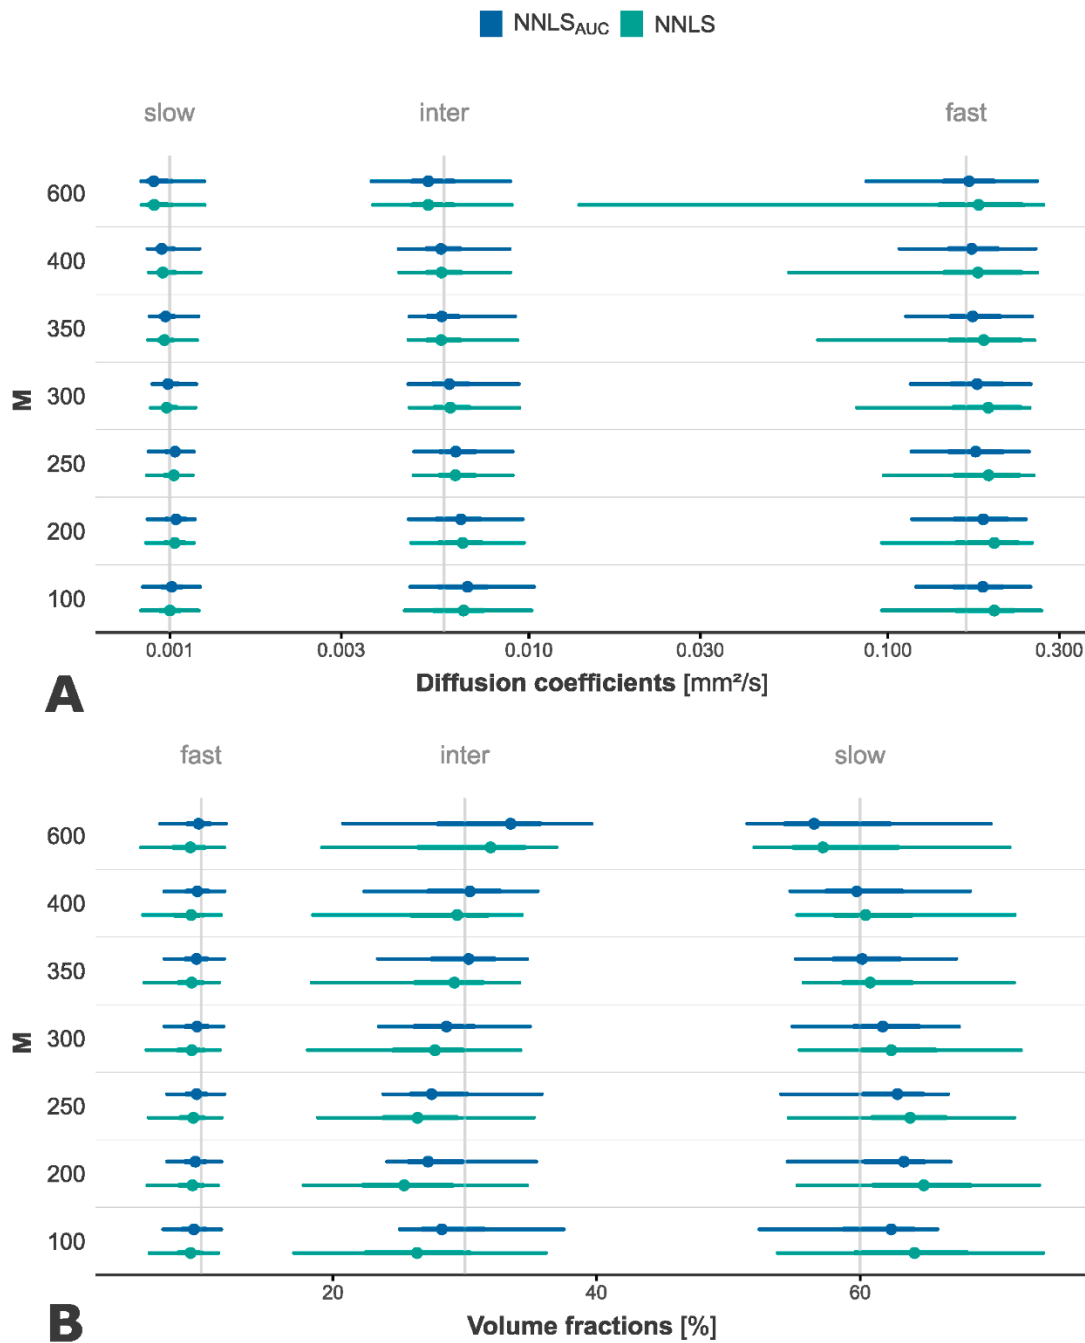 NNLSAUC NNLS
slow inter fast
600
400
350
300
250
200
100
M
0.001 0.003 0.010 0.030 0.100 0.300
Diffusion coefficients [mm²/s]
A
fast inter slow
600
400
350
300
250
200
100
M
20 40 60
Volume fractions [%]
B